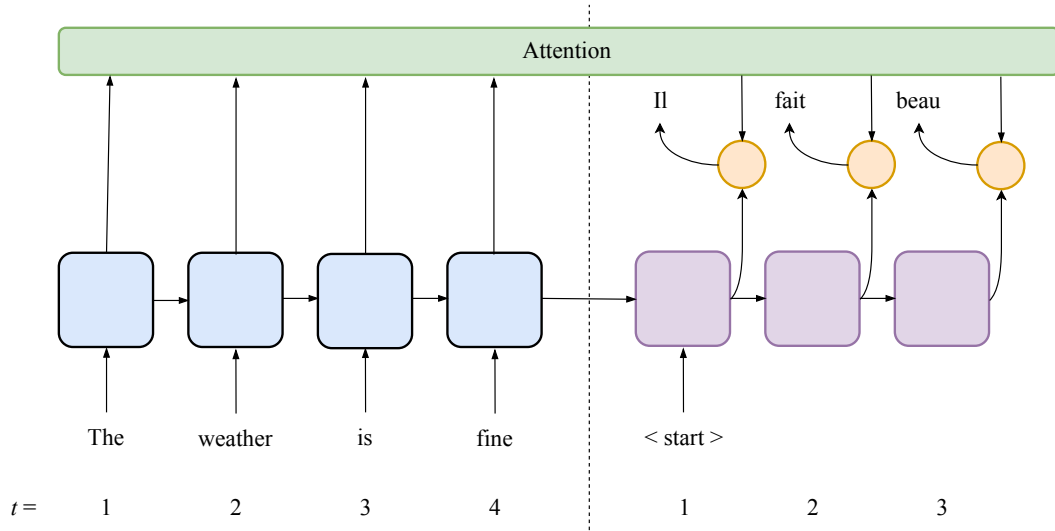 Attention
Il fait beau
The weather is fine < start >
t = 1 2 3 4 1 2 3